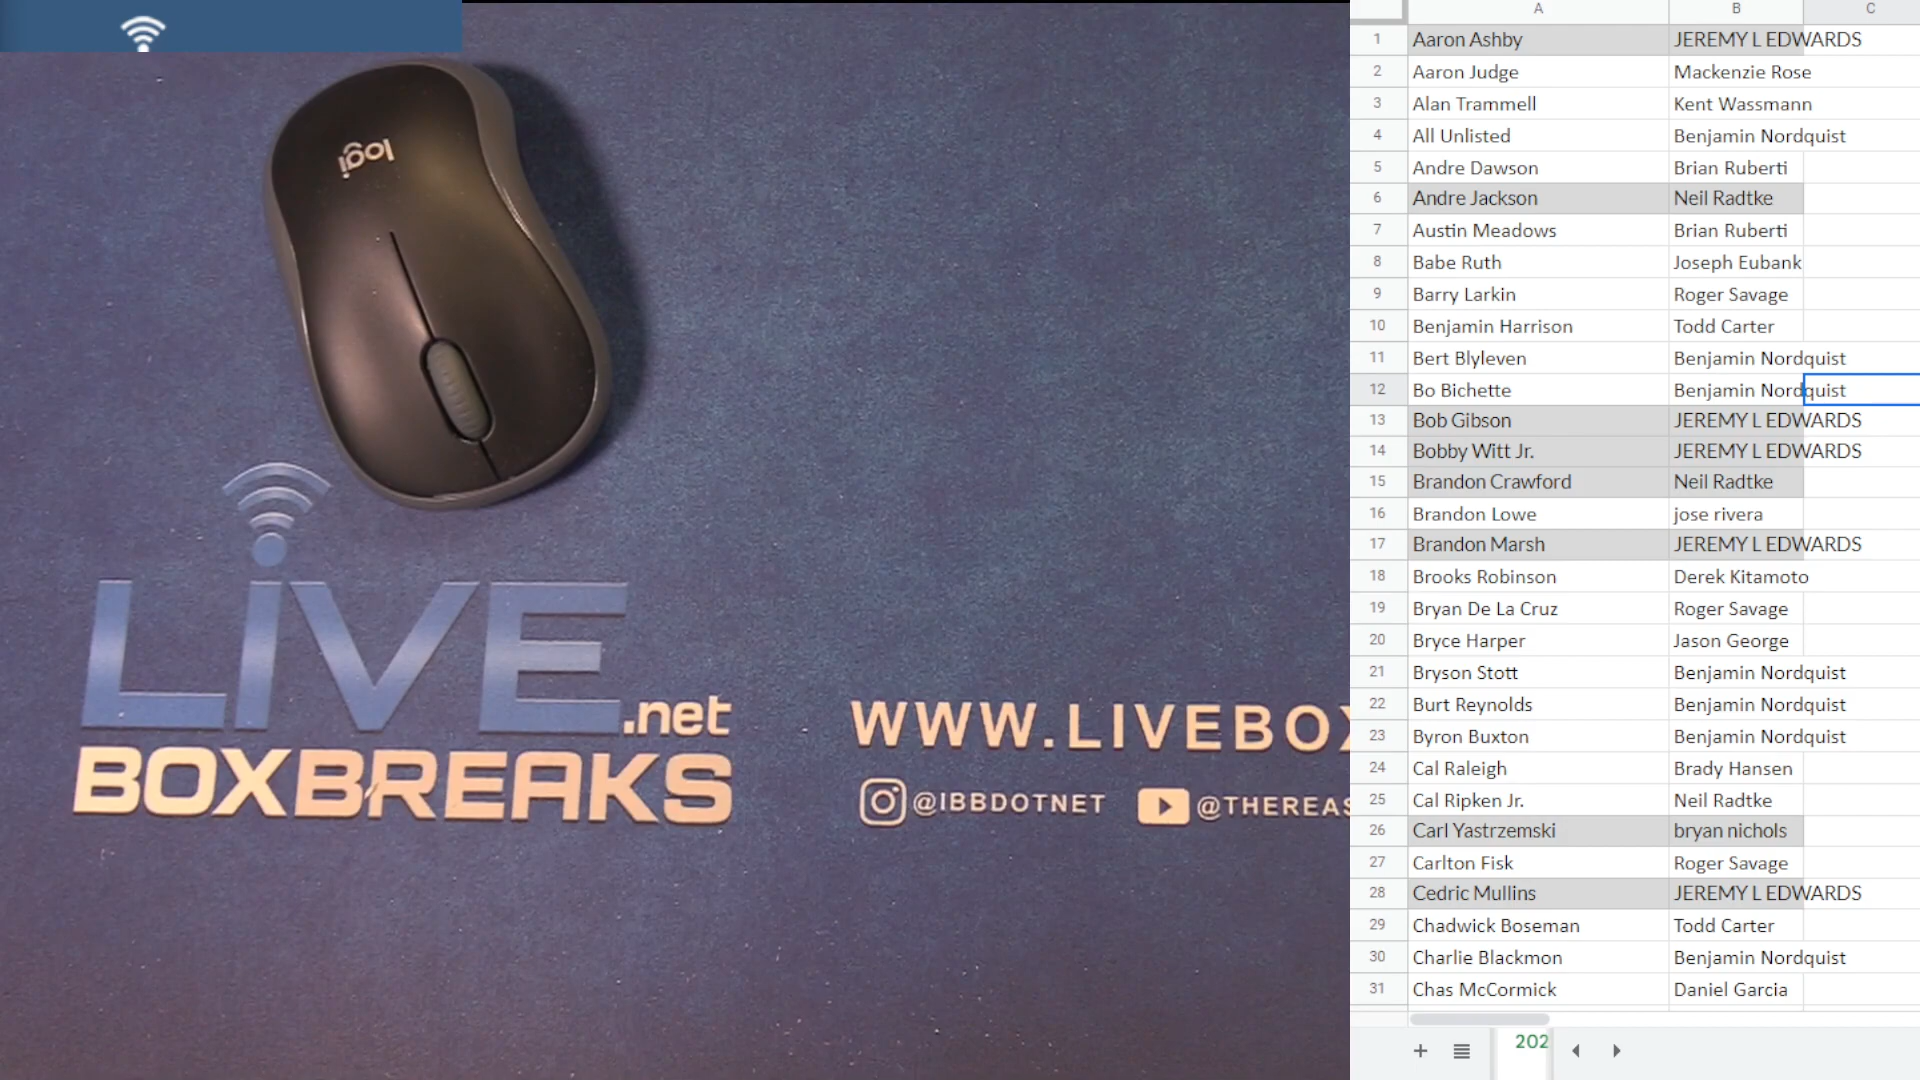 logi
LIVE.net
BOXBREAKS
WWW.LIVEBOX
@IBBDOTNET @THEREAS
A B C
1 Aaron Ashby JEREMY L EDWARDS
2 Aaron Judge Mackenzie Rose
3 Alan Trammell Kent Wassmann
4 All Unlisted Benjamin Nordquist
5 Andre Dawson Brian Ruberti
6 Andre Jackson Neil Radtke
7 Austin Meadows Brian Ruberti
8 Babe Ruth Joseph Eubank
9 Barry Larkin Roger Savage
10 Benjamin Harrison Todd Carter
11 Bert Blyleven Benjamin Nordquist
12 Bo Bichette Benjamin Nordquist
13 Bob Gibson JEREMY L EDWARDS
14 Bobby Witt Jr. JEREMY L EDWARDS
15 Brandon Crawford Neil Radtke
16 Brandon Lowe jose rivera
17 Brandon Marsh JEREMY L EDWARDS
18 Brooks Robinson Derek Kitamoto
19 Bryan De La Cruz Roger Savage
20 Bryce Harper Jason George
21 Bryson Stott Benjamin Nordquist
22 Burt Reynolds Benjamin Nordquist
23 Byron Buxton Benjamin Nordquist
24 Cal Raleigh Brady Hansen
25 Cal Ripken Jr. Neil Radtke
26 Carl Yastrzemski bryan nichols
27 Carlton Fisk Roger Savage
28 Cedric Mullins JEREMY L EDWARDS
29 Chadwick Boseman Todd Carter
30 Charlie Blackmon Benjamin Nordquist
31 Chas McCormick Daniel Garcia
202